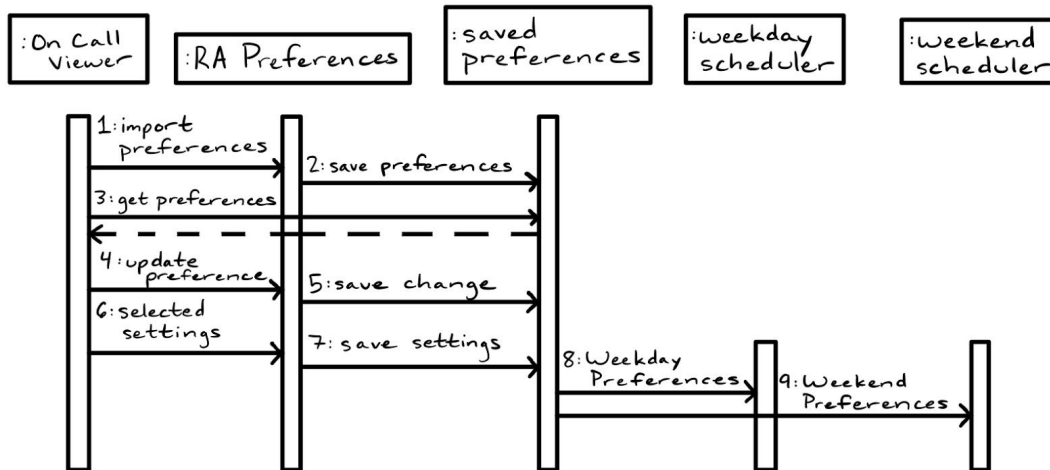 :On Call
Viewer
:RA Preferences
:saved
preferences
:weekday
scheduler
:weekend
scheduler
1:import
preferences
2:save preferences
3:get preferences
4:update
preference
5:save change
6:selected
settings
7:save settings
8:Weekday
Preferences
9:Weekend
Preferences